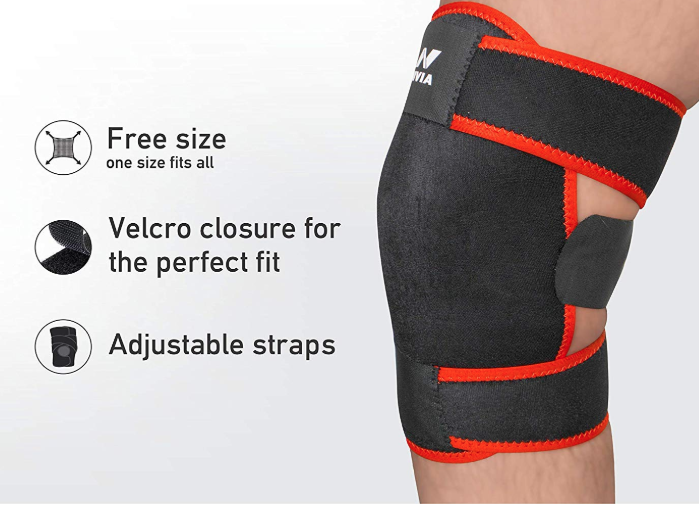 Free size
one size fits all
Velcro closure for
the perfect fit
Adjustable straps